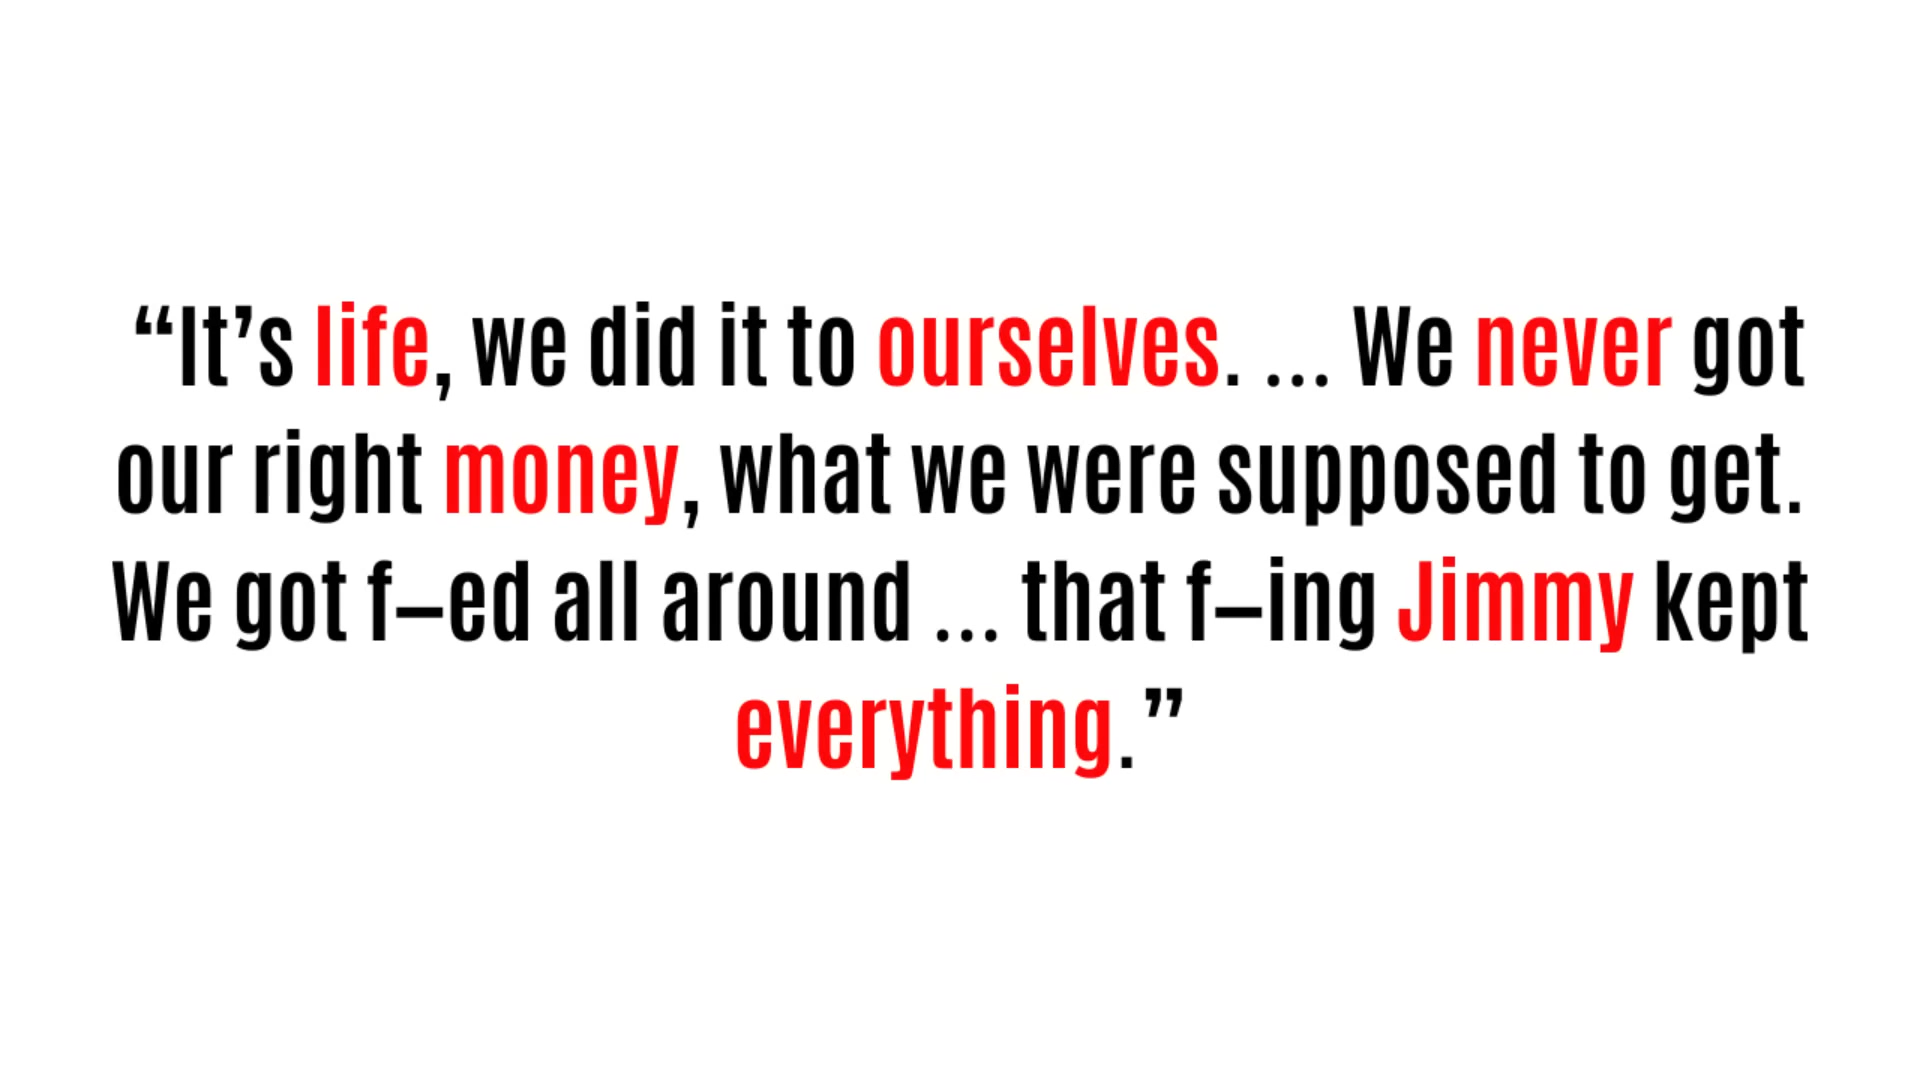 “It’s life, we did it to ourselves. ... We never got
our right money, what we were supposed to get.
We got f–ed all around ... that f–ing Jimmy kept
everything.”